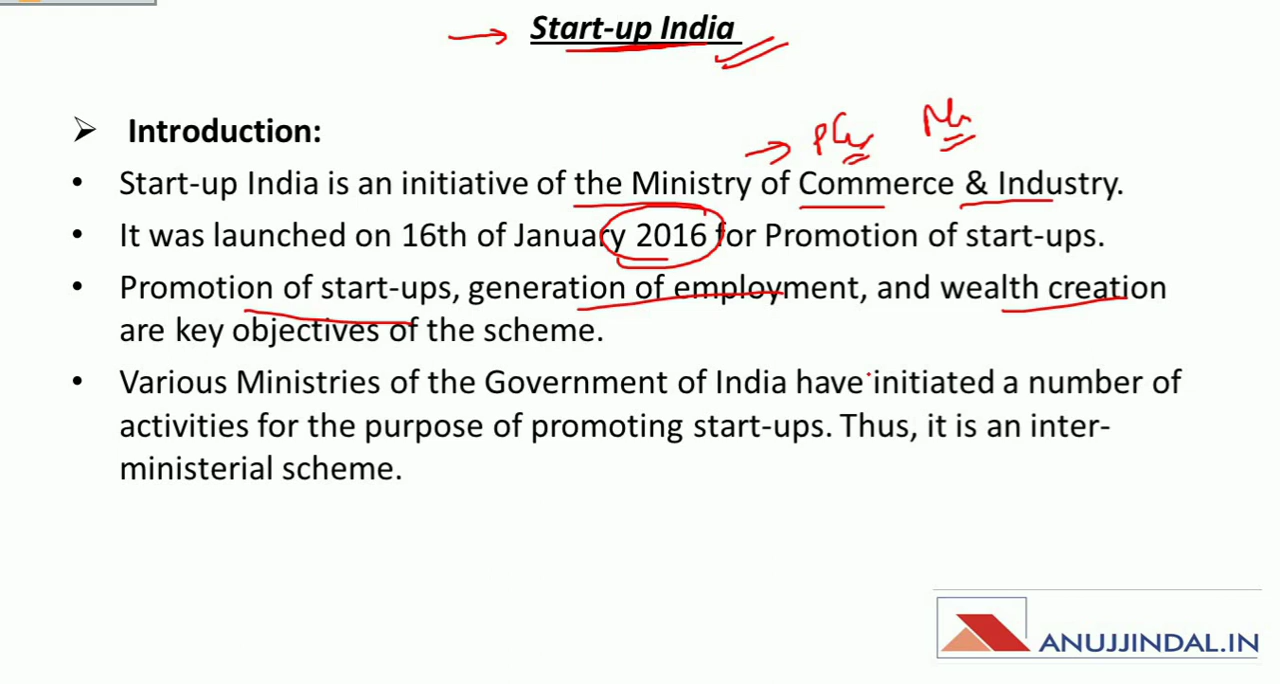 Start-up India
Introduction:
Start-up India is an initiative of the Ministry of Commerce & Industry.
It was launched on 16th of January 2016 for Promotion of start-ups.
Promotion of start-ups, generation of employment, and wealth creation
are key objectives of the scheme.
Various Ministries of the Government of India have initiated a number of
activities for the purpose of promoting start-ups. Thus, it is an inter-
ministerial scheme.
ANUJJINDAL.IN